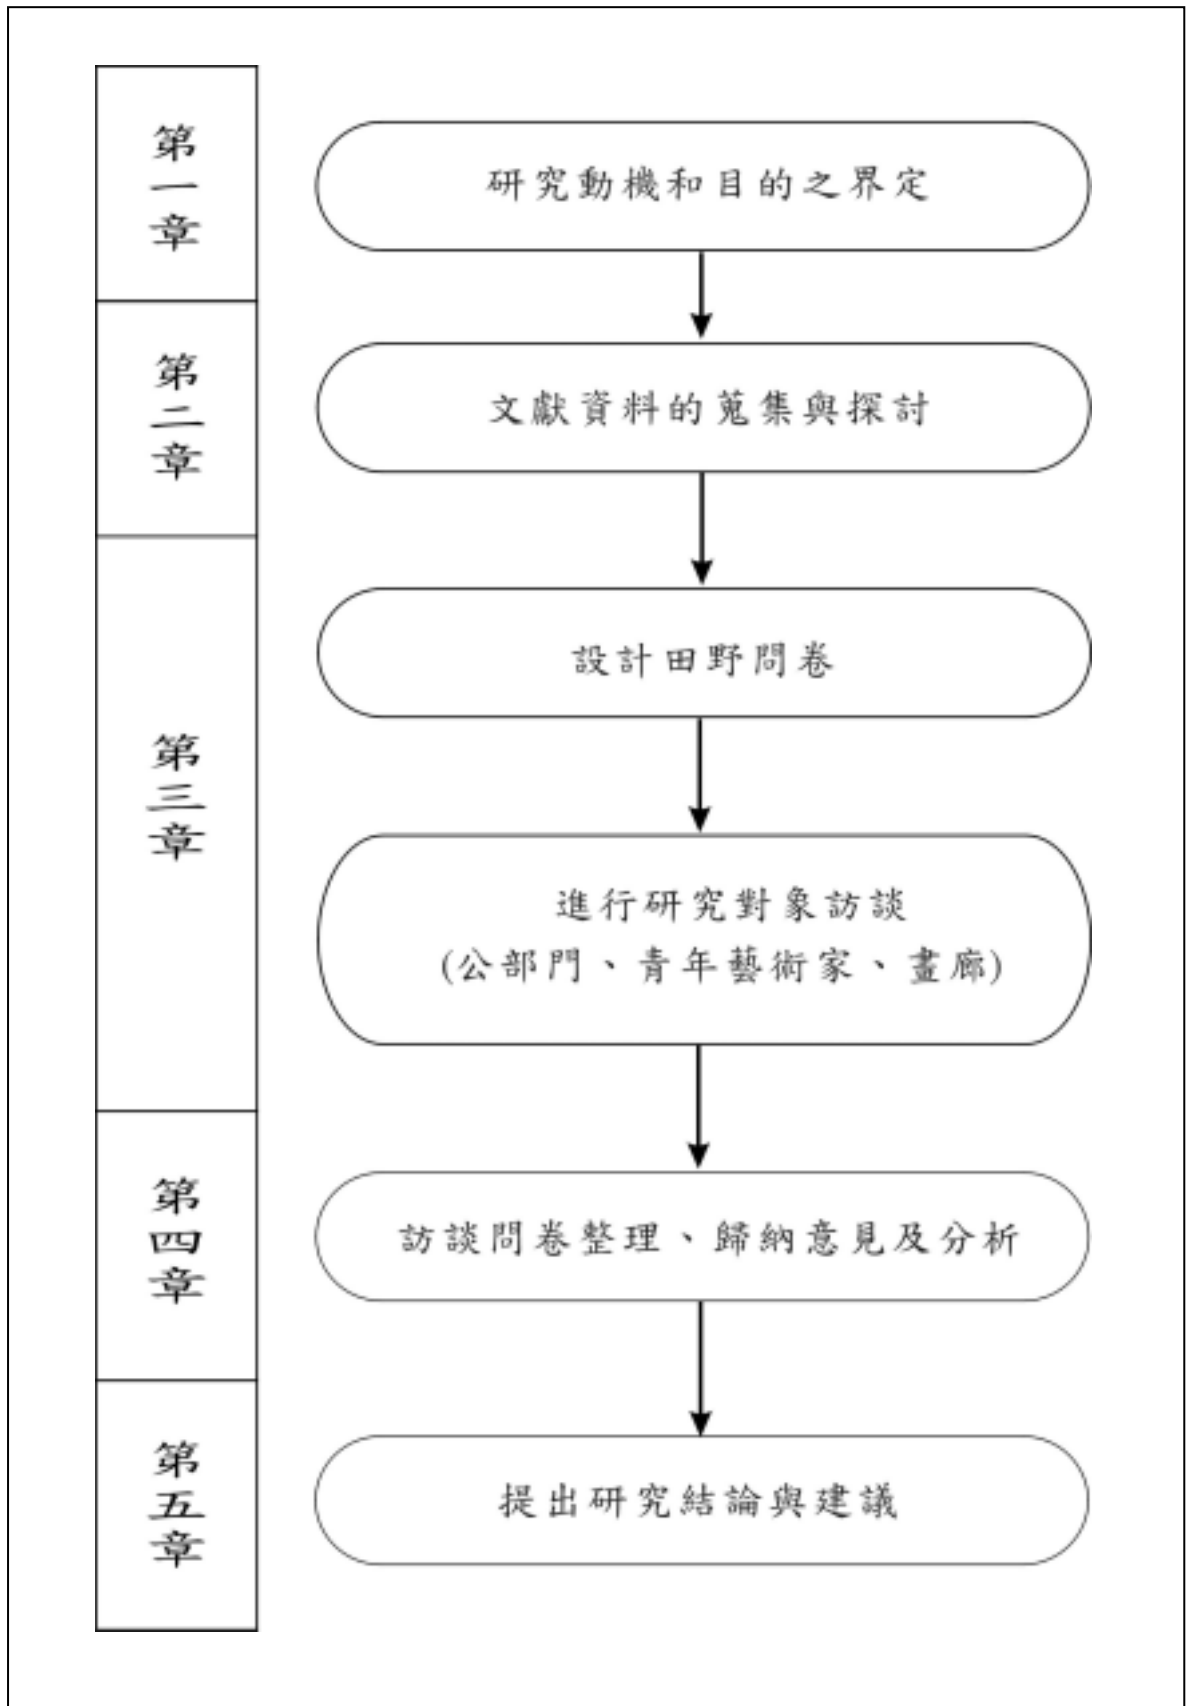 第一章
研究動機和目的之界定
第二章
文獻資料的蒐集與探討
第三章
設計田野問卷
進行研究對象訪談
(公部門、青年藝術家、畫廊)
第四章
訪談問卷整理、歸納意見及分析
第五章
提出研究結論與建議